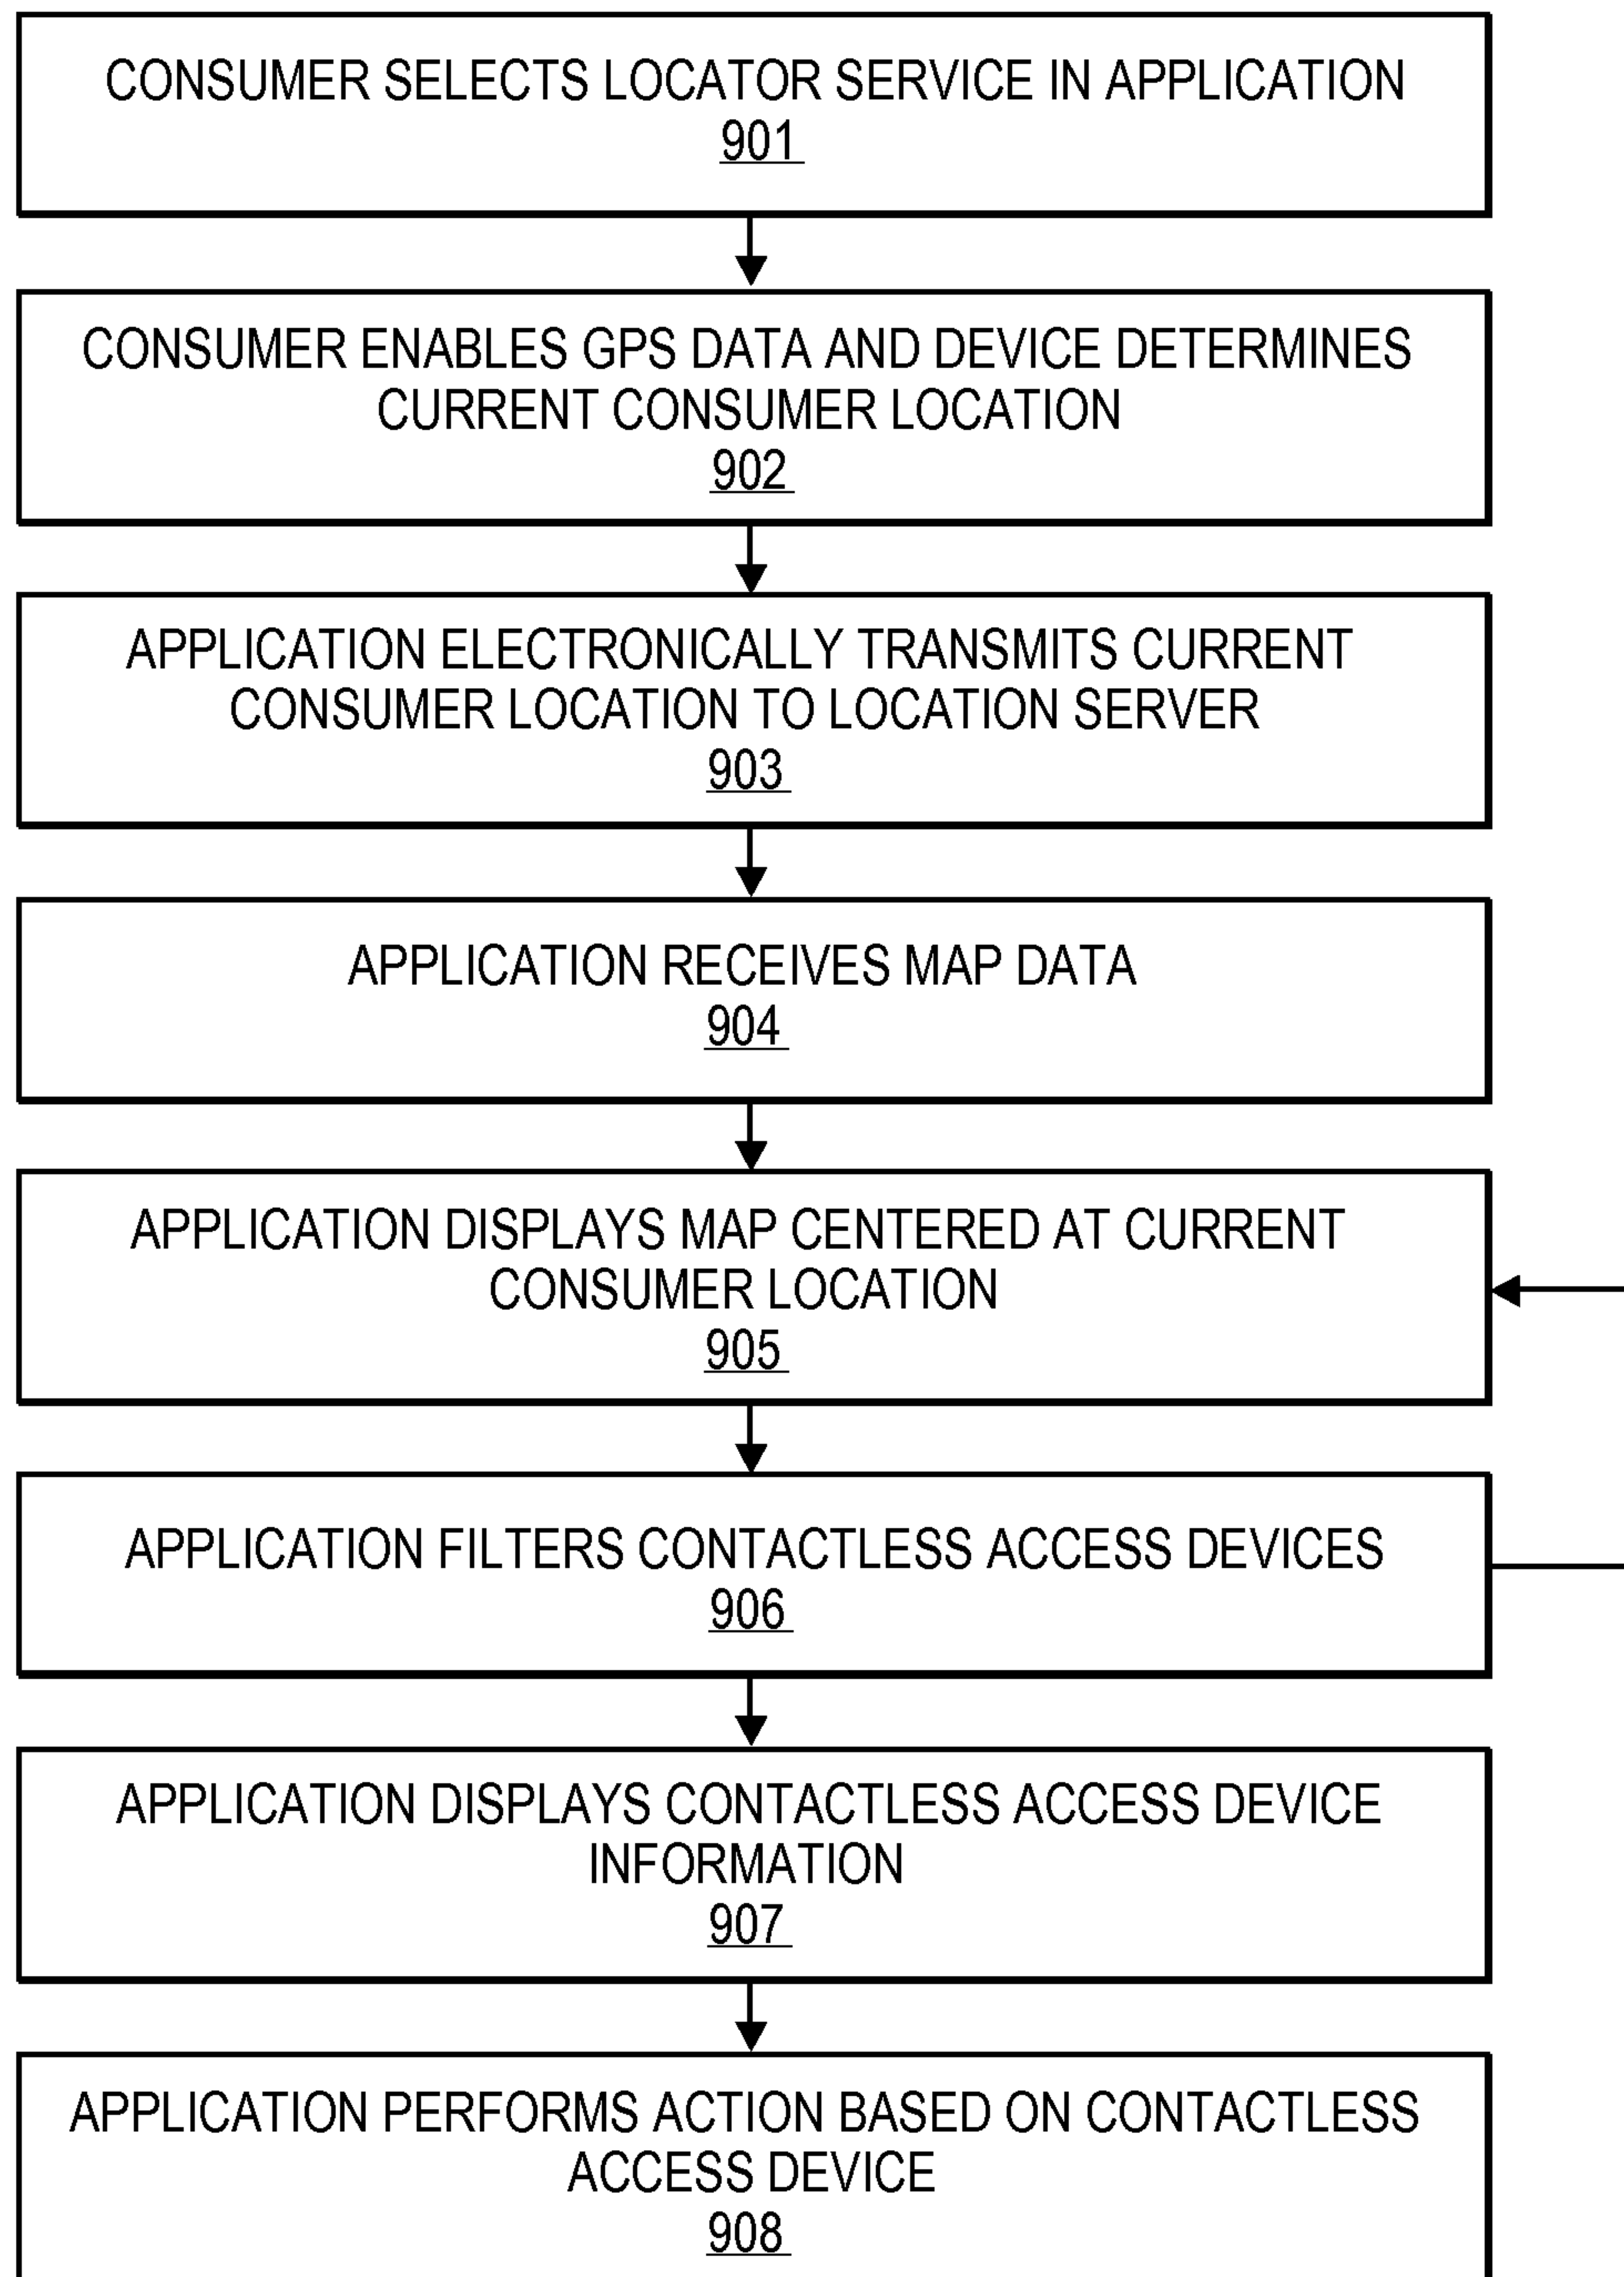 CONSUMER SELECTS LOCATOR SERVICE IN APPLICATION
901
CONSUMER ENABLES GPS DATA AND DEVICE DETERMINES
CURRENT CONSUMER LOCATION
902
APPLICATION ELECTRONICALLY TRANSMITS CURRENT
CONSUMER LOCATION TO LOCATION SERVER
903
APPLICATION RECEIVES MAP DATA
904
APPLICATION DISPLAYS MAP CENTERED AT CURRENT
CONSUMER LOCATION
905
APPLICATION FILTERS CONTACTLESS ACCESS DEVICES
906
APPLICATION DISPLAYS CONTACTLESS ACCESS DEVICE
INFORMATION
907
APPLICATION PERFORMS ACTION BASED ON CONTACTLESS
ACCESS DEVICE
908